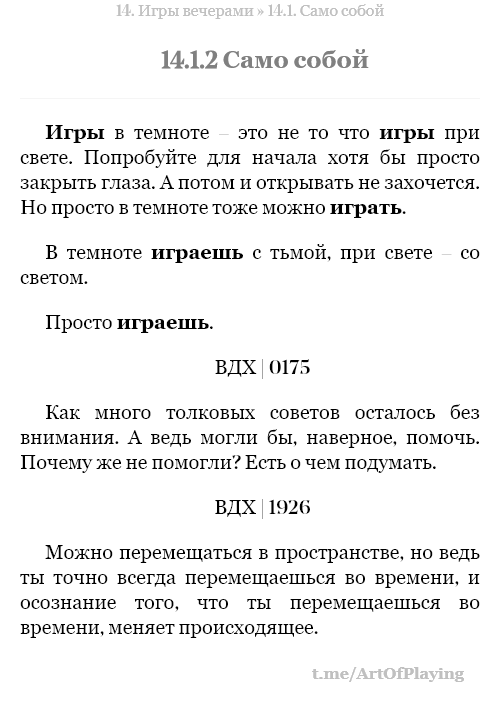 14. Игры вечерами » 14.1. Само собой
14.1.2 Само собой
Игры в темноте – это не то что игры при
свете. Попробуйте для начала хотя бы просто
закрыть глаза. А потом и открывать не захочется.
Но просто в темноте тоже можно играть.
В темноте играешь с тьмой, при свете – со
светом.
Просто играешь.
ВДХ | 0175
Как много толковых советов осталось без
внимания. А ведь могли бы, наверное, помочь.
Почему же не помогли? Есть о чем подумать.
ВДХ | 1926
Можно перемещаться в пространстве, но ведь
ты точно всегда перемещаешься во времени, и
осознание того, что ты перемещаешься во
времени, меняет происходящее.
t.me/ArtOfPlaying